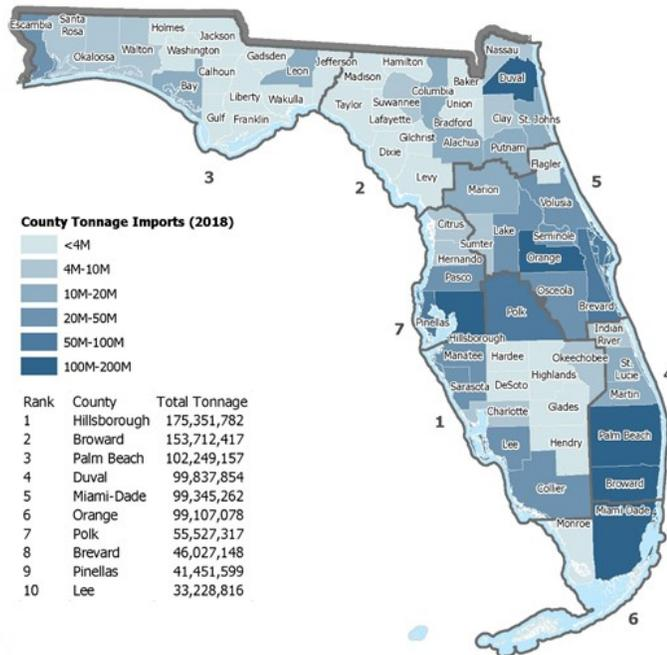 Escambia
Santa
Rosa
Okaloosa
Walton
Holmes
Washington
Jackson
Bay
Calhoun
Gulf
Liberty
Franklin
Gadsden
Leon
Wakulla
Jefferson
Madison
Taylor
Hamilton
Suwannee
Lafayette
Dixie
Columbia
Gilchrist
Levy
Baker
Union
Bradford
Alachua
Nassau
Duval
Clay
St. Johns
Putnam
Flagler
Marion
Volusia
Citrus
Sumter
Lake
Seminole
Hernando
Orange
Pasco
Osceola
Brevard
Polk
Pinellas
Hillsborough
Indian
River
Manatee
Hardee
Okeechobee
Highlands
St.
Lucie
Sarasota
DeSoto
Martin
Charlotte
Glades
Lee
Hendry
Palm Beach
Collier
Broward
Monroe
Miami-Dade
3
2
5
7
1
4
6
County Tonnage Imports (2018)
<4M
4M-10M
10M-20M
20M-50M
50M-100M
100M-200M
Rank County Total Tonnage
1 Hillsborough 175,351,782
2 Broward 153,712,417
3 Palm Beach 102,249,157
4 Duval 99,837,854
5 Miami-Dade 99,345,262
6 Orange 99,107,078
7 Polk 55,527,317
8 Brevard 46,027,148
9 Pinellas 41,451,599
10 Lee 33,228,816